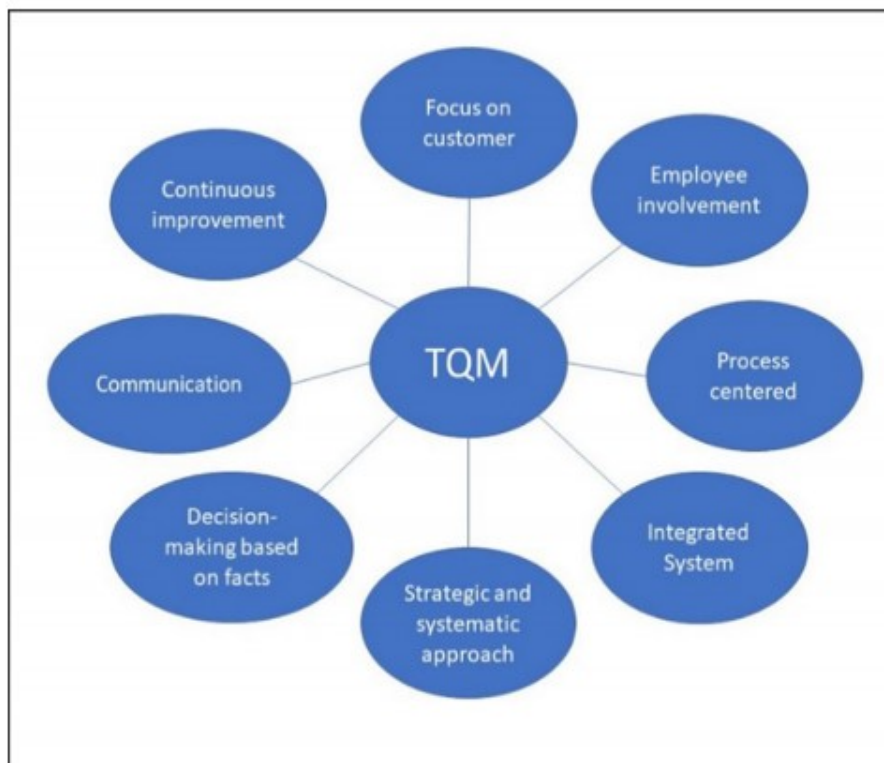 Focus on
customer
Employee
involvement
Process
centered
Integrated
System
Strategic and
systematic
approach
Decision-
making based
on facts
Communication
Continuous
improvement
TQM